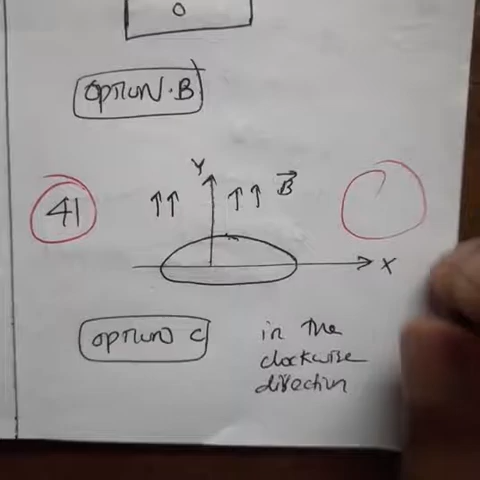 0
OPTION·B
41
Y
B
X
OPTION C
in the
clockwise
direction